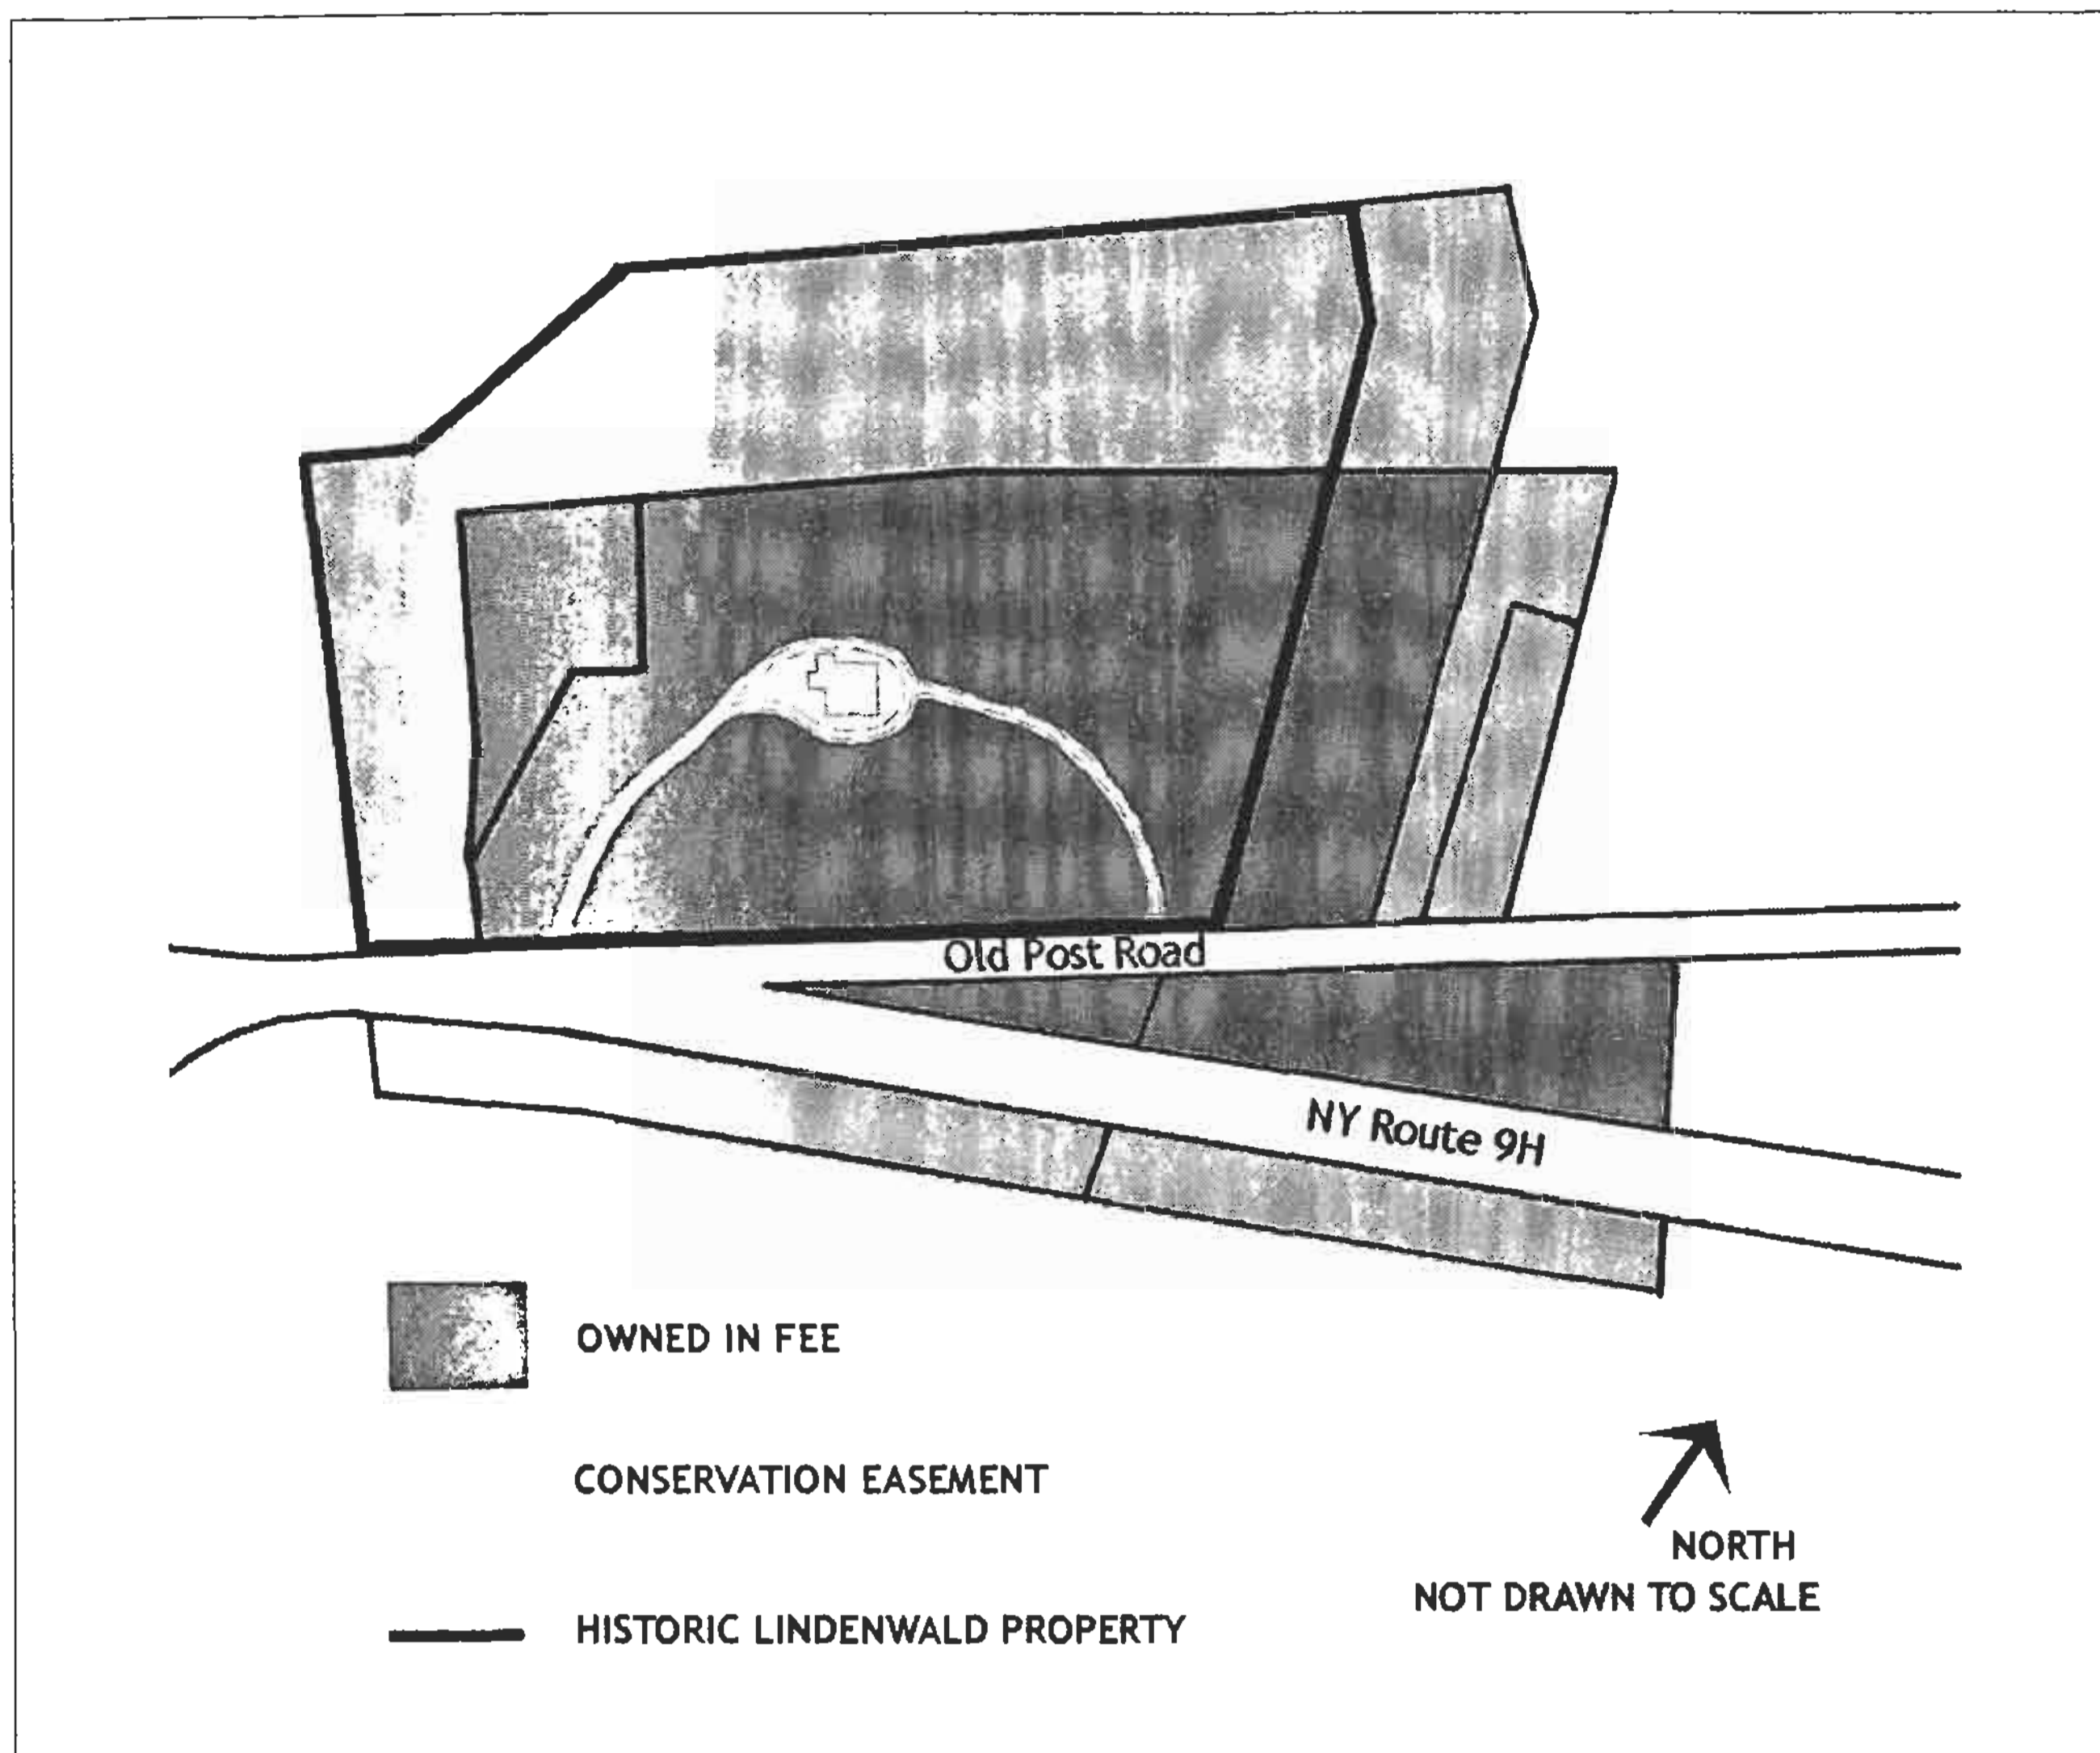 Old Post Road
NY Route 9H
OWNED IN FEE
CONSERVATION EASEMENT
HISTORIC LINDENWALD PROPERTY
NORTH
NOT DRAWN TO SCALE